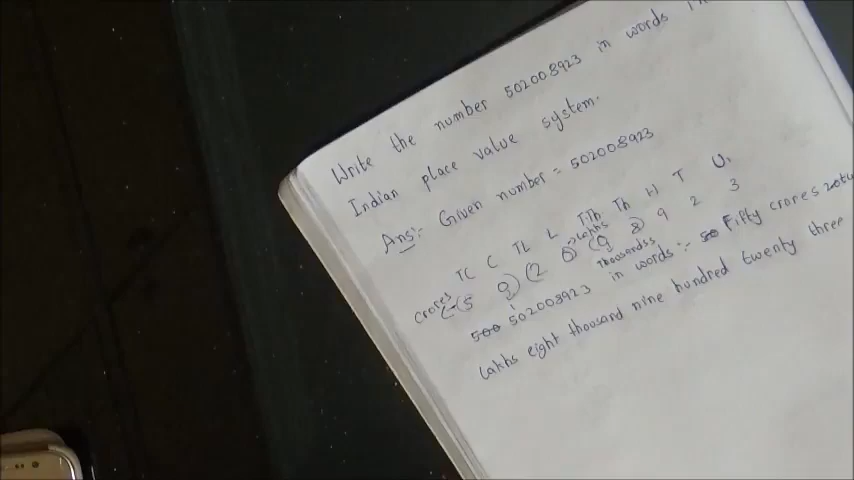 Write the number 502008923 in words
Indian place value system.
Ans:- Given number = 502008923
TC C TL L TTh Th H T U.
crores <-(5 0) (2 0)->lakhs (0 8) 9 2 3
thousands
502008923 in words:- Fifty crores
lakhs eight thousand nine hundred twenty three